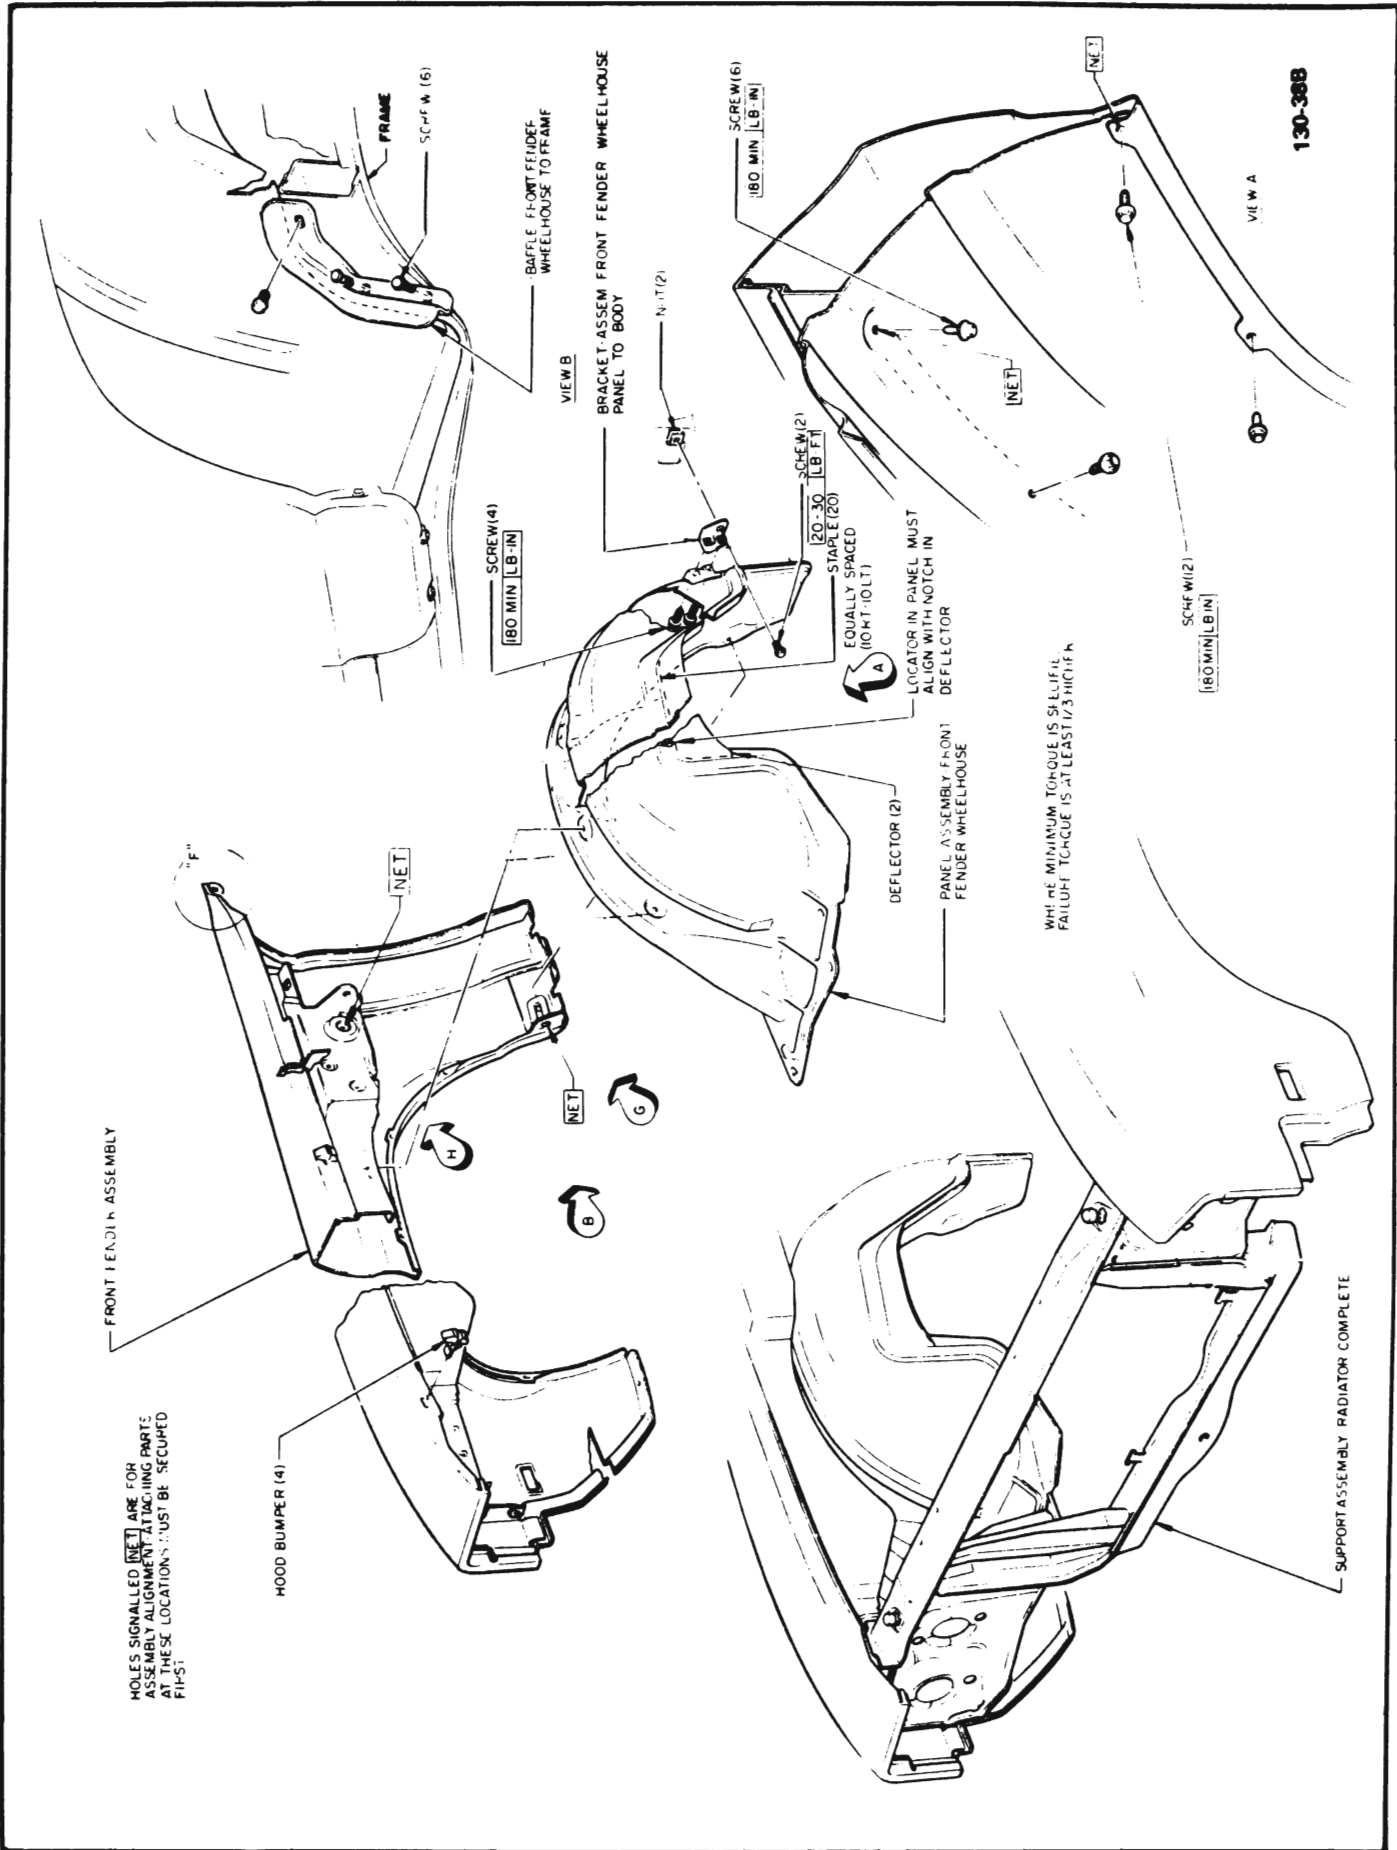 HOLES SIGNALLED NET ARE FOR
ASSEMBLY ALIGNMENT-ATTACHING PARTS
AT THESE LOCATIONS MUST BE SECURED
FIRST
FRONT FENDER ASSEMBLY
HOOD BUMPER (4)
"F"
NET
NET
H
G
B
FRAME
SCREW (6)
BAFFLE FRONT FENDER
WHEELHOUSE TO FRAME
VIEW B
BRACKET-ASSEM FRONT FENDER WHEELHOUSE
PANEL TO BODY
SCREW(4)
180 MIN LB-IN
NUT(2)
SCREW(2)
20-30 LB-FT
STAPLE (20)
EQUALLY SPACED
(10RT-10LT)
A
LOCATOR IN PANEL MUST
ALIGN WITH NOTCH IN
DEFLECTOR
DEFLECTOR (2)
PANEL ASSEMBLY-FRONT
FENDER WHEELHOUSE
SCREW(6)
180 MIN LB-IN
NET
NET
VIEW A
SCREW(12)
180 MIN LB-IN
WHERE MINIMUM TORQUE IS
FAILURE TORQUE IS AT LEAST 1/3 HIGHER
SUPPORT ASSEMBLY RADIATOR COMPLETE
130-38B